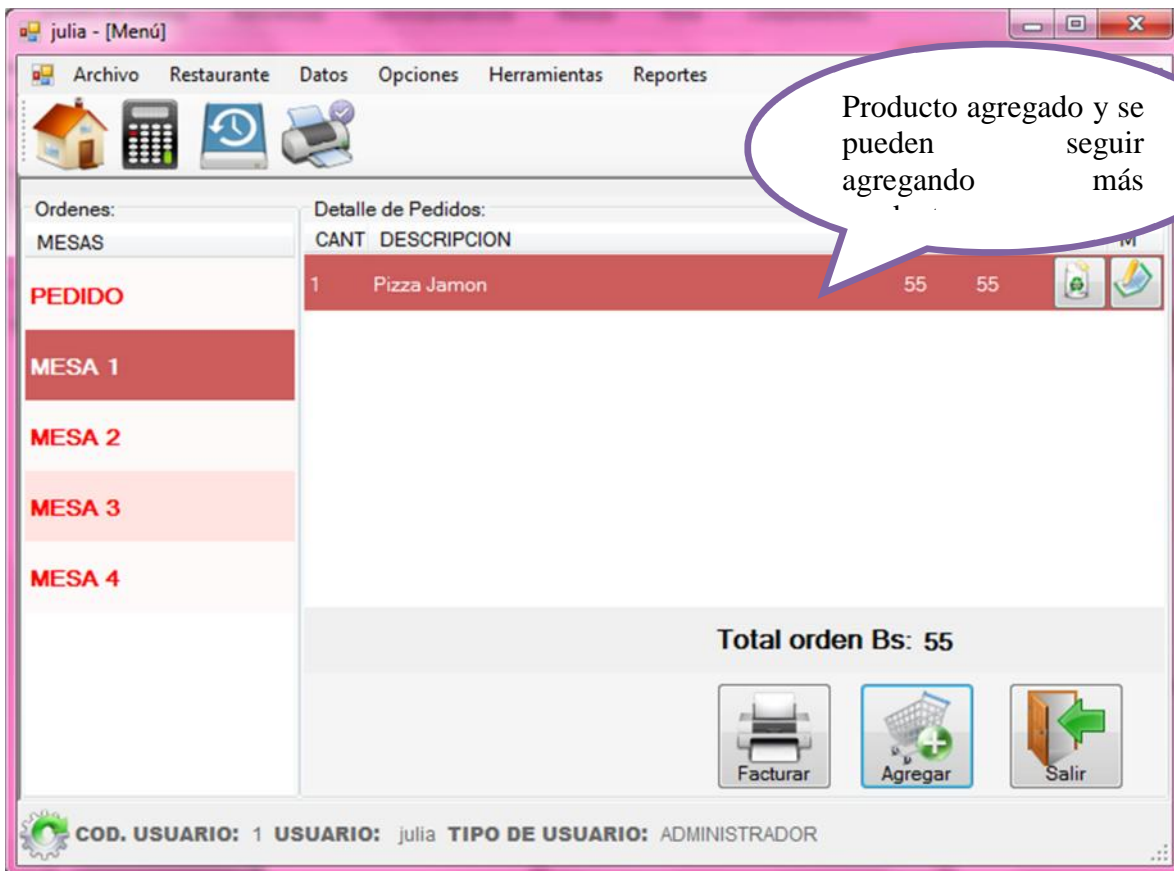 julia - [Menú]
Archivo Restaurante Datos Opciones Herramientas Reportes
Producto agregado y se
pueden seguir
agregando más
Ordenes:
MESAS
PEDIDO
MESA 1
MESA 2
MESA 3
MESA 4
Detalle de Pedidos:
CANT DESCRIPCION
1 Pizza Jamon 55 55
Total orden Bs: 55
Facturar Agregar Salir
COD. USUARIO: 1 USUARIO: julia TIPO DE USUARIO: ADMINISTRADOR